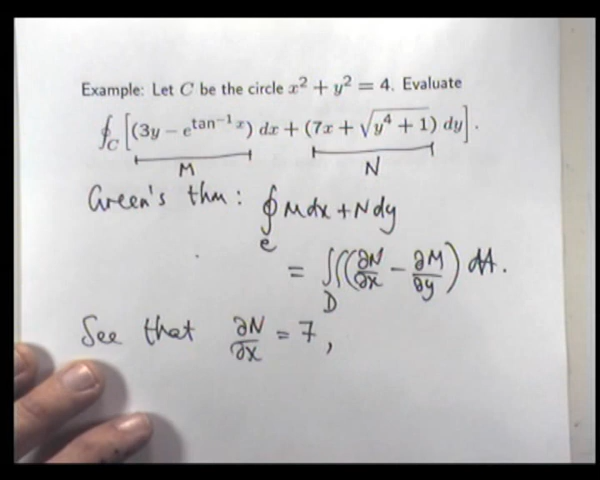 Example: Let C be the circle x² + y² = 4. Evaluate
∮_C [(3y − e^{tan⁻¹ x}) dx + (7x + √(y⁴ + 1)) dy].
M N
Green's thm: ∮_C M dx + N dy
= ∬_D (∂N/∂x − ∂M/∂y) dA.
See that ∂N/∂x = 7,